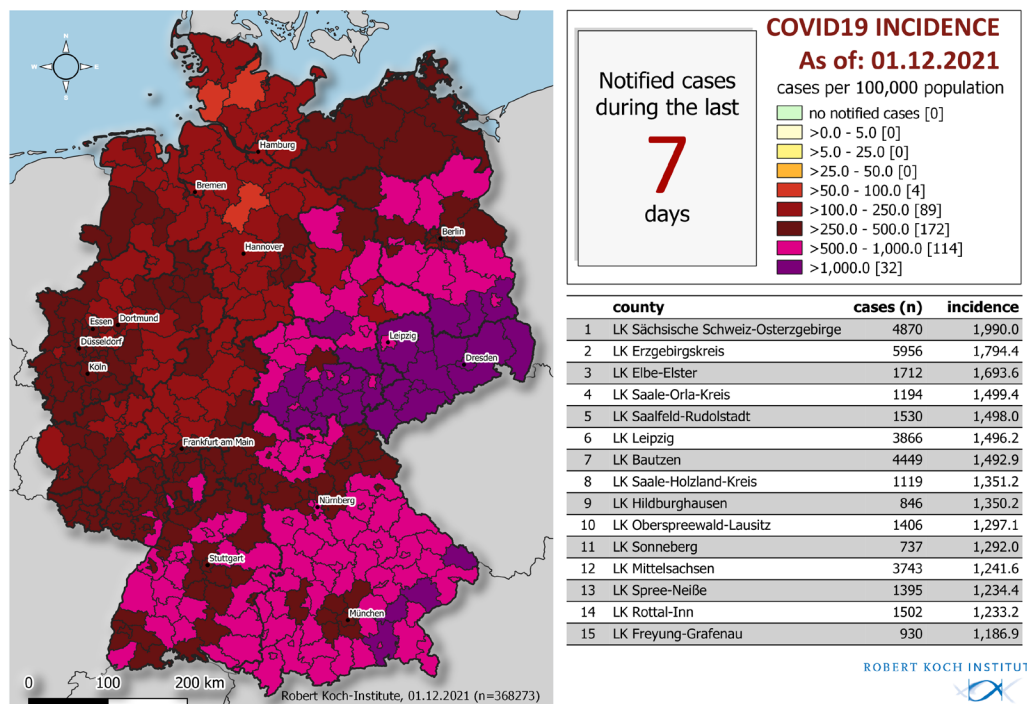 N
W
E
S
Hamburg
Bremen
Berlin
Hannover
Essen
Dortmund
Düsseldorf
Leipzig
Köln
Dresden
Frankfurt am Main
Nürnberg
Stuttgart
München
0 100 200 km
Robert Koch-Institute, 01.12.2021 (n=368273)
Notified cases
during the last
7
days
COVID19 INCIDENCE
As of: 01.12.2021
cases per 100,000 population
no notified cases [0]
>0.0 - 5.0 [0]
>5.0 - 25.0 [0]
>25.0 - 50.0 [0]
>50.0 - 100.0 [4]
>100.0 - 250.0 [89]
>250.0 - 500.0 [172]
>500.0 - 1,000.0 [114]
>1,000.0 [32]
county cases (n) incidence
1 LK Sächsische Schweiz-Osterzgebirge 4870 1,990.0
2 LK Erzgebirgskreis 5956 1,794.4
3 LK Elbe-Elster 1712 1,693.6
4 LK Saale-Orla-Kreis 1194 1,499.4
5 LK Saalfeld-Rudolstadt 1530 1,498.0
6 LK Leipzig 3866 1,496.2
7 LK Bautzen 4449 1,492.9
8 LK Saale-Holzland-Kreis 1119 1,351.2
9 LK Hildburghausen 846 1,350.2
10 LK Oberspreewald-Lausitz 1406 1,297.1
11 LK Sonneberg 737 1,292.0
12 LK Mittelsachsen 3743 1,241.6
13 LK Spree-Neiße 1395 1,234.4
14 LK Rottal-Inn 1502 1,233.2
15 LK Freyung-Grafenau 930 1,186.9
ROBERT KOCH INSTITUT